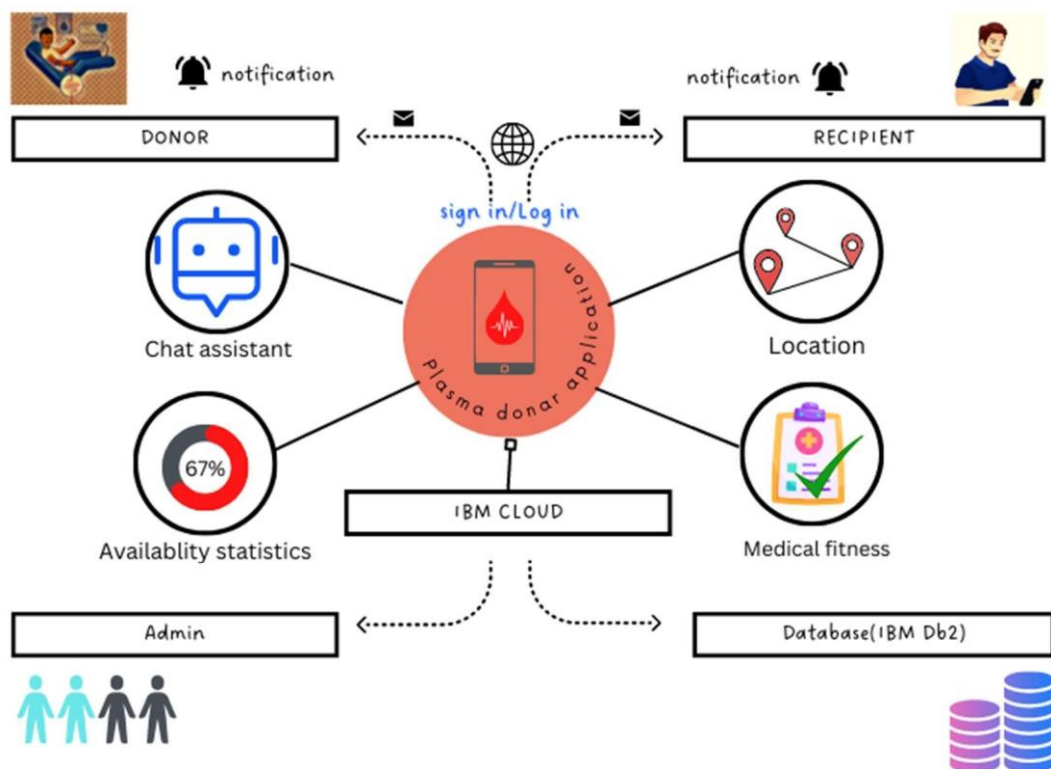 notification
notification
DONOR
RECIPIENT
sign in/Log in
Plasma donar application
Chat assistant
Location
67%
IBM CLOUD
Availablity statistics
Medical fitness
Admin
Database(IBM Db2)